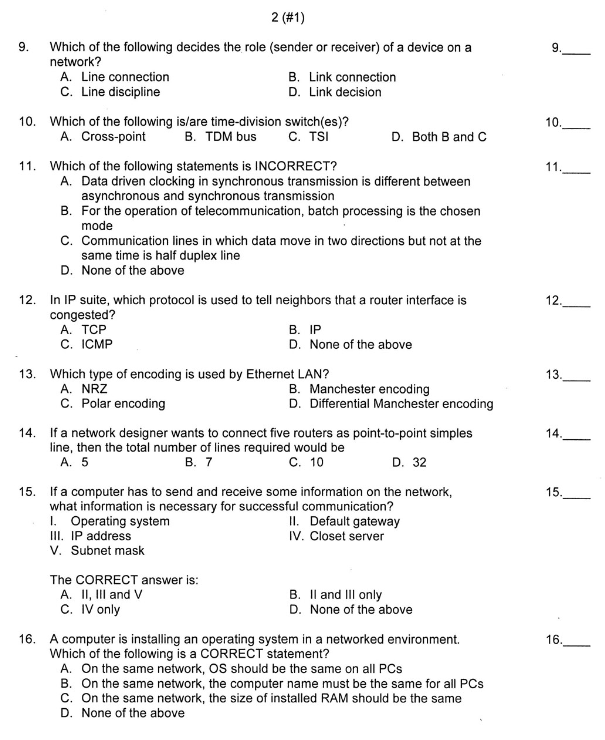 2 (#1)
9. Which of the following decides the role (sender or receiver) of a device on a 9.____
network?
A. Line connection B. Link connection
C. Line discipline D. Link decision
10. Which of the following is/are time-division switch(es)? 10.____
A. Cross-point B. TDM bus C. TSI D. Both B and C
11. Which of the following statements is INCORRECT? 11.____
A. Data driven clocking in synchronous transmission is different between
asynchronous and synchronous transmission
B. For the operation of telecommunication, batch processing is the chosen
mode
C. Communication lines in which data move in two directions but not at the
same time is half duplex line
D. None of the above
12. In IP suite, which protocol is used to tell neighbors that a router interface is 12.____
congested?
A. TCP B. IP
C. ICMP D. None of the above
13. Which type of encoding is used by Ethernet LAN? 13.____
A. NRZ B. Manchester encoding
C. Polar encoding D. Differential Manchester encoding
14. If a network designer wants to connect five routers as point-to-point simples 14.____
line, then the total number of lines required would be
A. 5 B. 7 C. 10 D. 32
15. If a computer has to send and receive some information on the network, 15.____
what information is necessary for successful communication?
I. Operating system II. Default gateway
III. IP address IV. Closet server
V. Subnet mask
The CORRECT answer is:
A. II, III and V B. II and III only
C. IV only D. None of the above
16. A computer is installing an operating system in a networked environment. 16.____
Which of the following is a CORRECT statement?
A. On the same network, OS should be the same on all PCs
B. On the same network, the computer name must be the same for all PCs
C. On the same network, the size of installed RAM should be the same
D. None of the above